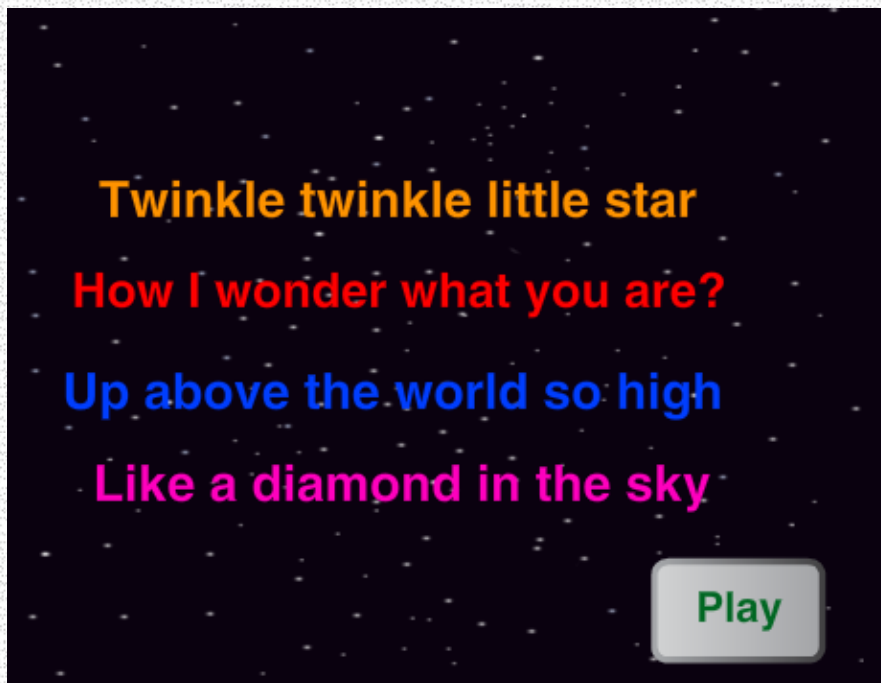 Twinkle twinkle little star
How I wonder what you are?
Up above the world so high
Like a diamond in the sky
Play